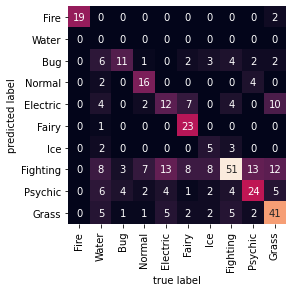 predicted label
Fire 19 0 0 0 0 0 0 0 0 2
Water 0 0 0 0 0 0 0 0 0 0
Bug 0 6 11 1 0 2 3 4 2 2
Normal 0 2 0 16 0 0 0 0 4 0
Electric 0 4 0 2 12 7 0 4 0 10
Fairy 0 1 0 0 0 23 0 0 0 0
Ice 0 2 0 0 0 0 5 3 0 0
Fighting 0 8 3 7 13 8 8 51 13 12
Psychic 0 6 4 2 4 1 2 4 24 5
Grass 0 5 1 1 5 2 2 5 2 41
Fire Water Bug Normal Electric Fairy Ice Fighting Psychic Grass
true label